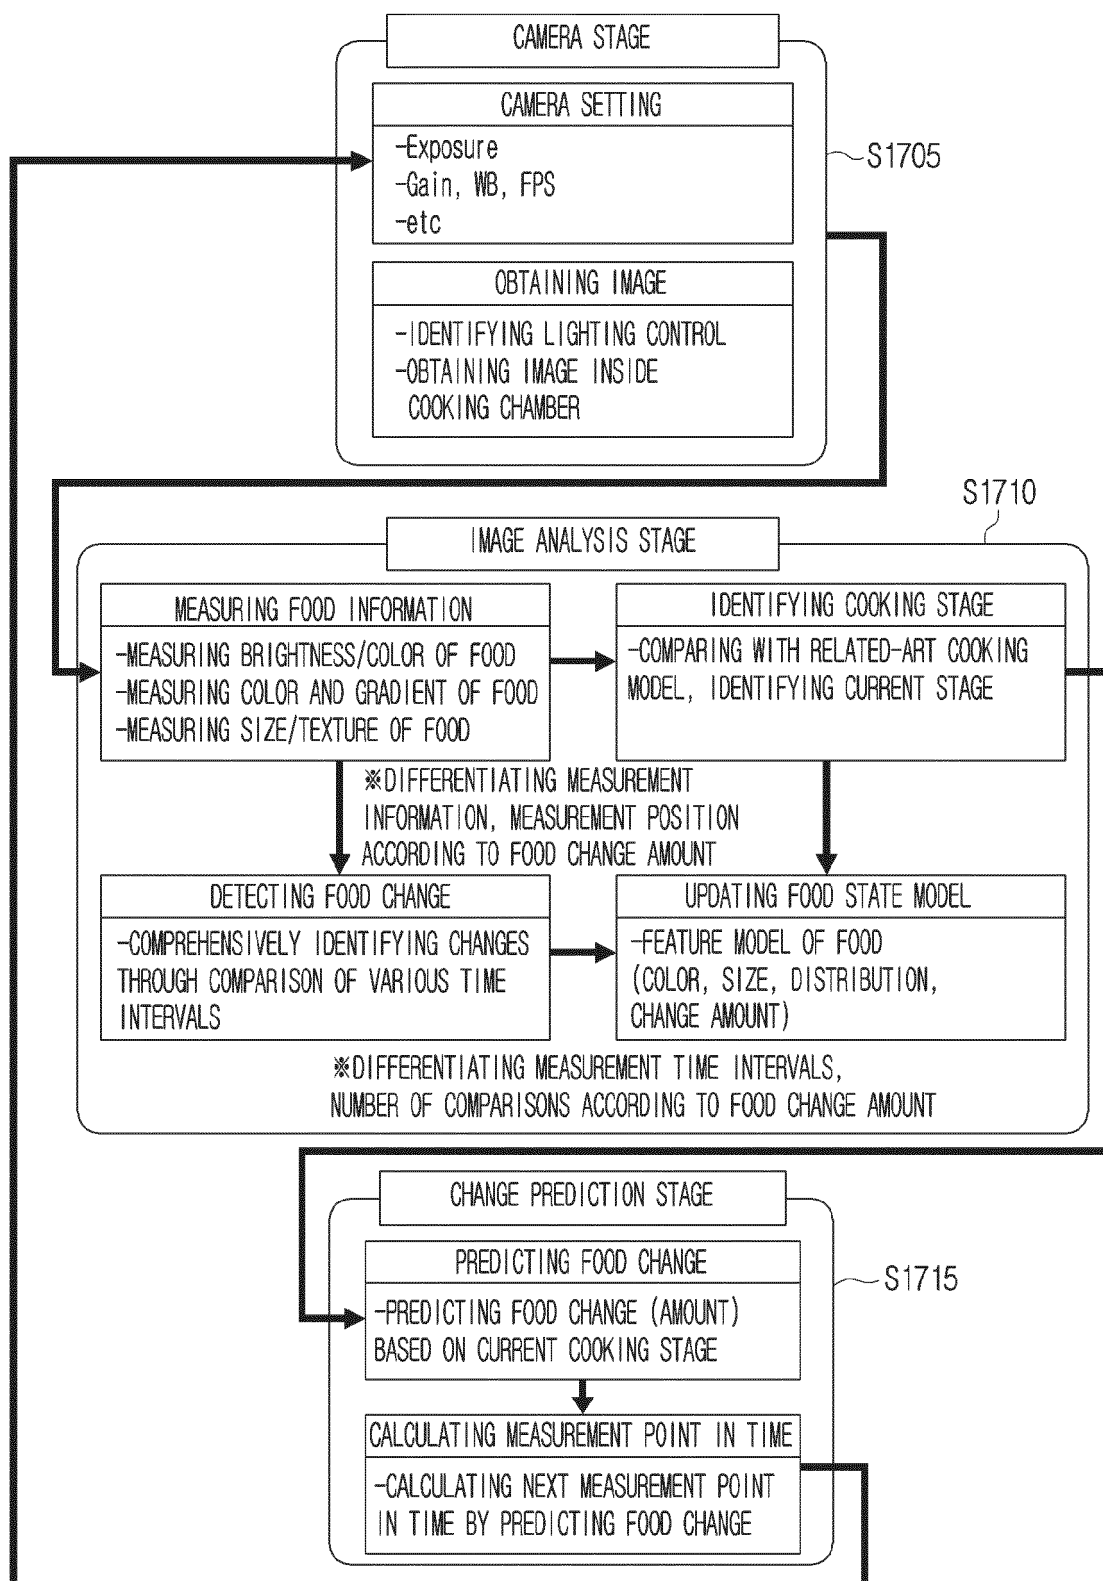 CAMERA STAGE
CAMERA SETTING
-Exposure
-Gain, WB, FPS
-etc
S1705
OBTAINING IMAGE
-IDENTIFYING LIGHTING CONTROL
-OBTAINING IMAGE INSIDE
COOKING CHAMBER
S1710
IMAGE ANALYSIS STAGE
MEASURING FOOD INFORMATION
-MEASURING BRIGHTNESS/COLOR OF FOOD
-MEASURING COLOR AND GRADIENT OF FOOD
-MEASURING SIZE/TEXTURE OF FOOD
IDENTIFYING COOKING STAGE
-COMPARING WITH RELATED-ART COOKING
MODEL, IDENTIFYING CURRENT STAGE
※DIFFERENTIATING MEASUREMENT
INFORMATION, MEASUREMENT POSITION
ACCORDING TO FOOD CHANGE AMOUNT
DETECTING FOOD CHANGE
-COMPREHENSIVELY IDENTIFYING CHANGES
THROUGH COMPARISON OF VARIOUS TIME
INTERVALS
UPDATING FOOD STATE MODEL
-FEATURE MODEL OF FOOD
(COLOR, SIZE, DISTRIBUTION,
CHANGE AMOUNT)
※DIFFERENTIATING MEASUREMENT TIME INTERVALS,
NUMBER OF COMPARISONS ACCORDING TO FOOD CHANGE AMOUNT
CHANGE PREDICTION STAGE
PREDICTING FOOD CHANGE
-PREDICTING FOOD CHANGE (AMOUNT)
BASED ON CURRENT COOKING STAGE
S1715
CALCULATING MEASUREMENT POINT IN TIME
-CALCULATING NEXT MEASUREMENT POINT
IN TIME BY PREDICTING FOOD CHANGE